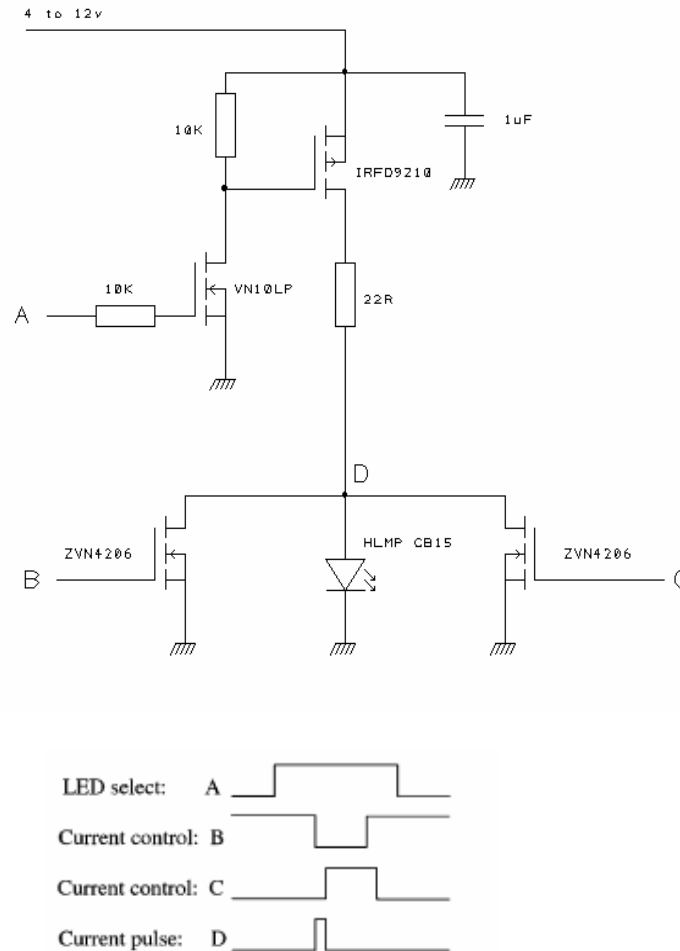 4 to 12v
10K
1uF
IRFD9210
10K
VN10LP
A
22R
D
HLMP CB15
ZVN4206
ZVN4206
B
LED select: A
Current control: B
Current control: C
Current pulse: D